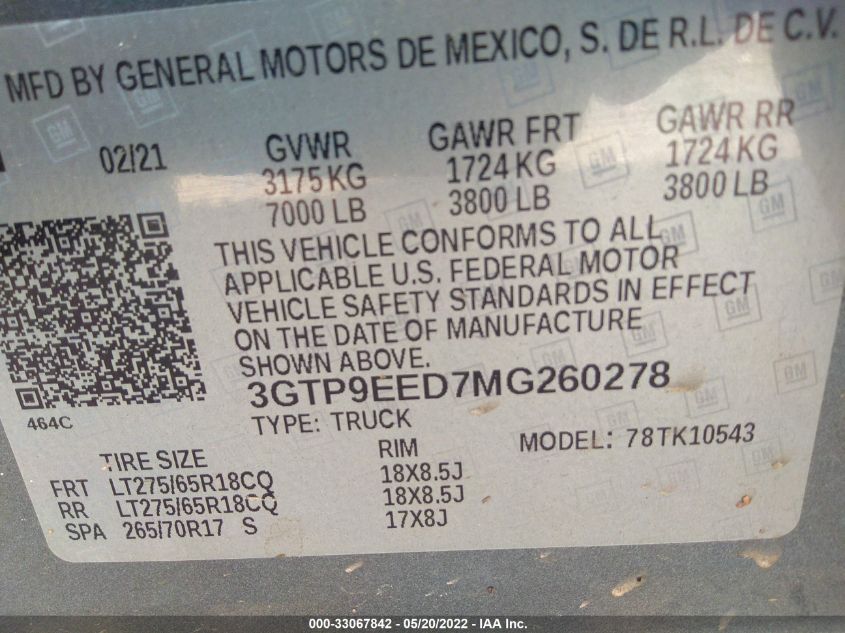 MFD BY GENERAL MOTORS DE MEXICO, S. DE R.L. DE C.V.
02/21 GVWR GAWR FRT GAWR RR
3175 KG 1724 KG 1724 KG
7000 LB 3800 LB 3800 LB
THIS VEHICLE CONFORMS TO ALL
APPLICABLE U.S. FEDERAL MOTOR
VEHICLE SAFETY STANDARDS IN EFFECT
ON THE DATE OF MANUFACTURE
SHOWN ABOVE.
3GTP9EED7MG260278
464C
TYPE: TRUCK
MODEL: 78TK10543
TIRE SIZE RIM
FRT LT275/65R18CQ 18X8.5J
RR LT275/65R18CQ 18X8.5J
SPA 265/70R17 S 17X8J
GM
000-33067842 - 05/20/2022 - IAA Inc.